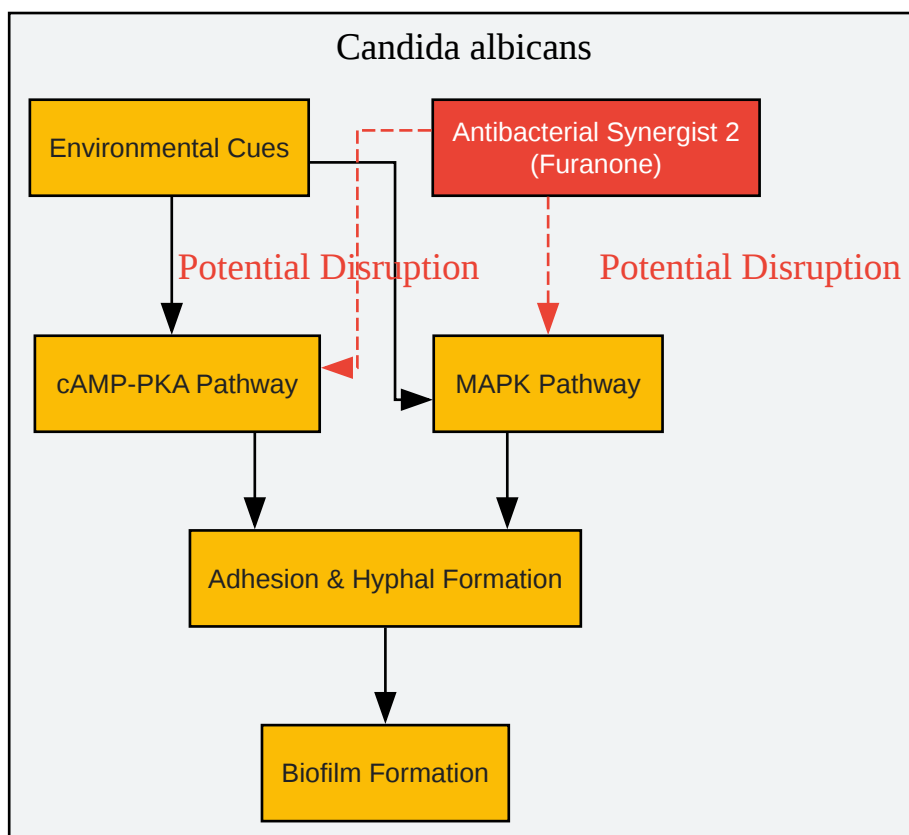 Candida albicans
Environmental Cues
Antibacterial Synergist 2
(Furanone)
Potential Disruption
Potential Disruption
cAMP-PKA Pathway
MAPK Pathway
Adhesion & Hyphal Formation
Biofilm Formation